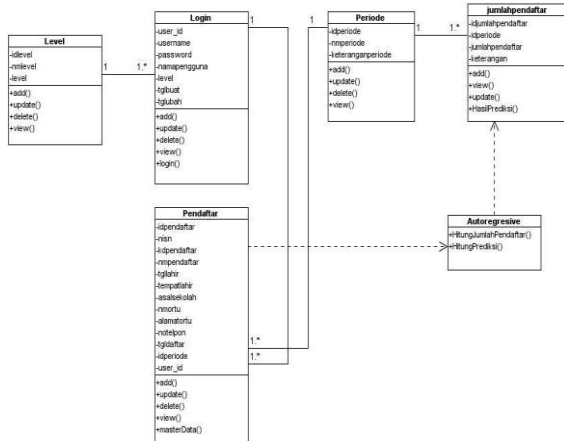 Level
-idlevel
-nmlevel
-level
+add()
+update()
+delete()
+view()
1
1.*
Login
-user_id
-username
-password
-namapengguna
-level
-tglbuat
-tglubah
+add()
+update()
+delete()
+view()
+login()
1
1
Periode
-idperiode
-nmperiode
-keteranganperiode
+add()
+update()
+delete()
+view()
1
1.*
jumlahpendaftar
-idjumlahpendaftar
-idperiode
-jumlahpendaftar
-keterangan
+add()
+view()
+update()
+HasilPrediksi()
Pendaftar
-idpendaftar
-nisn
-kdpendaftar
-nmpendaftar
-tgllahir
-tempatlahir
-asalsekolah
-nmortu
-alamatortu
-notelpon
-tgldaftar
-idperiode
-user_id
+add()
+update()
+delete()
+view()
+masterData()
1.*
1.*
Autoregresive
+HitungJumlahPendaftar()
+HitungPrediksi()